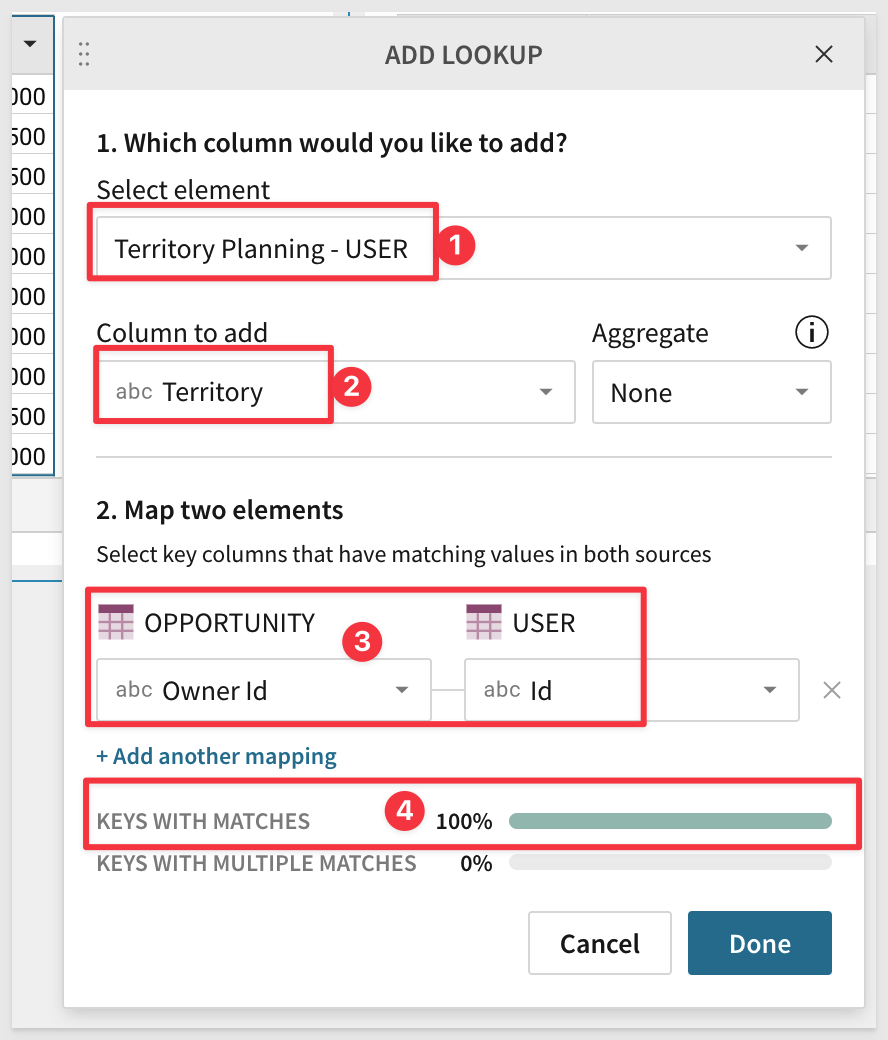 ADD LOOKUP
000
500
500
000
000
000
000
000
500
000
1. Which column would you like to add?
Select element
Territory Planning - USER
1
Column to add
Aggregate
abc Territory
2
None
2. Map two elements
Select key columns that have matching values in both sources
OPPORTUNITY
3
USER
abc Owner Id
abc Id
+ Add another mapping
KEYS WITH MATCHES
4
100%
KEYS WITH MULTIPLE MATCHES
0%
Cancel
Done